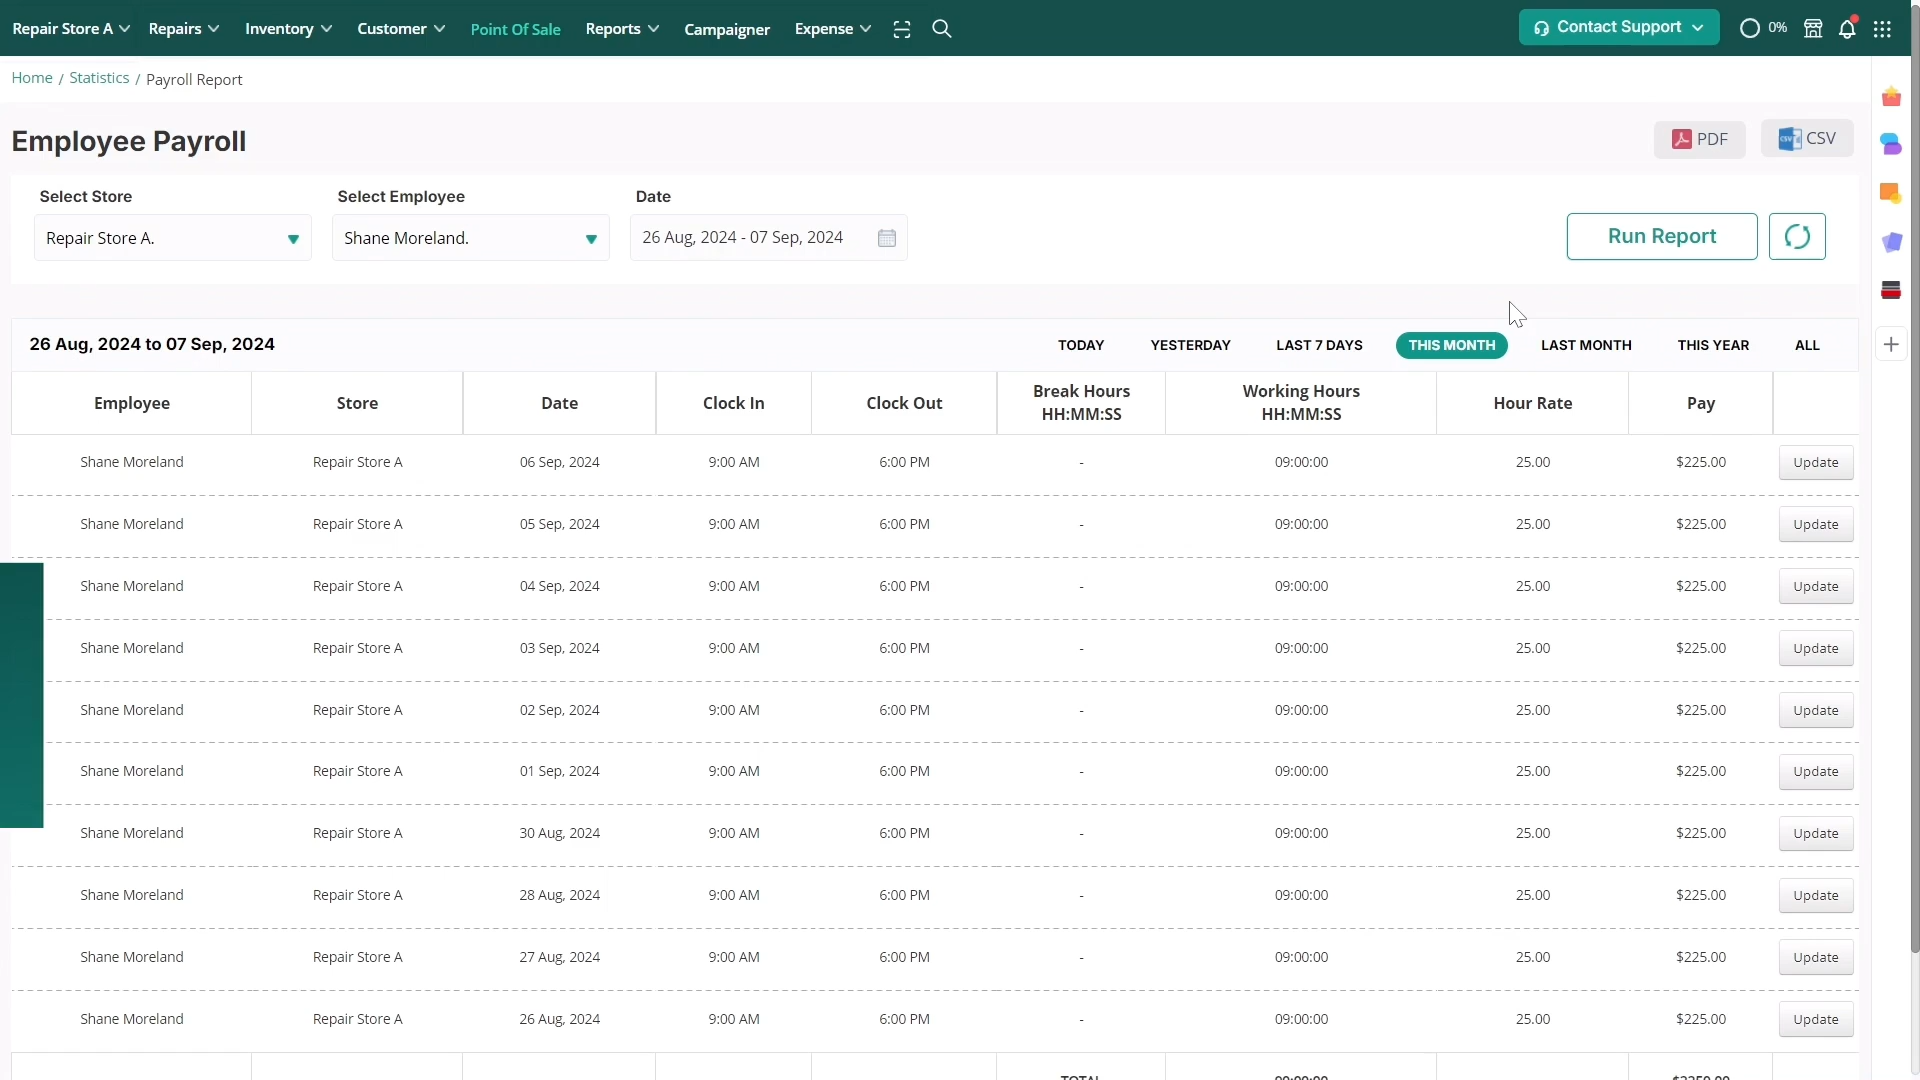 Repair Store A Repairs Inventory Customer Point Of Sale Reports Campaigner Expense Contact Support 0%
Home / Statistics / Payroll Report
Employee Payroll PDF CSV
Select Store Select Employee Date
Repair Store A. Shane Moreland. 26 Aug, 2024 - 07 Sep, 2024 Run Report
26 Aug, 2024 to 07 Sep, 2024 TODAY YESTERDAY LAST 7 DAYS THIS MONTH LAST MONTH THIS YEAR ALL
Employee Store Date Clock In Clock Out Break Hours HH:MM:SS Working Hours HH:MM:SS Hour Rate Pay
Shane Moreland Repair Store A 06 Sep, 2024 9:00 AM 6:00 PM - 09:00:00 25.00 $225.00 Update
Shane Moreland Repair Store A 05 Sep, 2024 9:00 AM 6:00 PM - 09:00:00 25.00 $225.00 Update
Shane Moreland Repair Store A 04 Sep, 2024 9:00 AM 6:00 PM - 09:00:00 25.00 $225.00 Update
Shane Moreland Repair Store A 03 Sep, 2024 9:00 AM 6:00 PM - 09:00:00 25.00 $225.00 Update
Shane Moreland Repair Store A 02 Sep, 2024 9:00 AM 6:00 PM - 09:00:00 25.00 $225.00 Update
Shane Moreland Repair Store A 01 Sep, 2024 9:00 AM 6:00 PM - 09:00:00 25.00 $225.00 Update
Shane Moreland Repair Store A 30 Aug, 2024 9:00 AM 6:00 PM - 09:00:00 25.00 $225.00 Update
Shane Moreland Repair Store A 28 Aug, 2024 9:00 AM 6:00 PM - 09:00:00 25.00 $225.00 Update
Shane Moreland Repair Store A 27 Aug, 2024 9:00 AM 6:00 PM - 09:00:00 25.00 $225.00 Update
Shane Moreland Repair Store A 26 Aug, 2024 9:00 AM 6:00 PM - 09:00:00 25.00 $225.00 Update
TOTAL